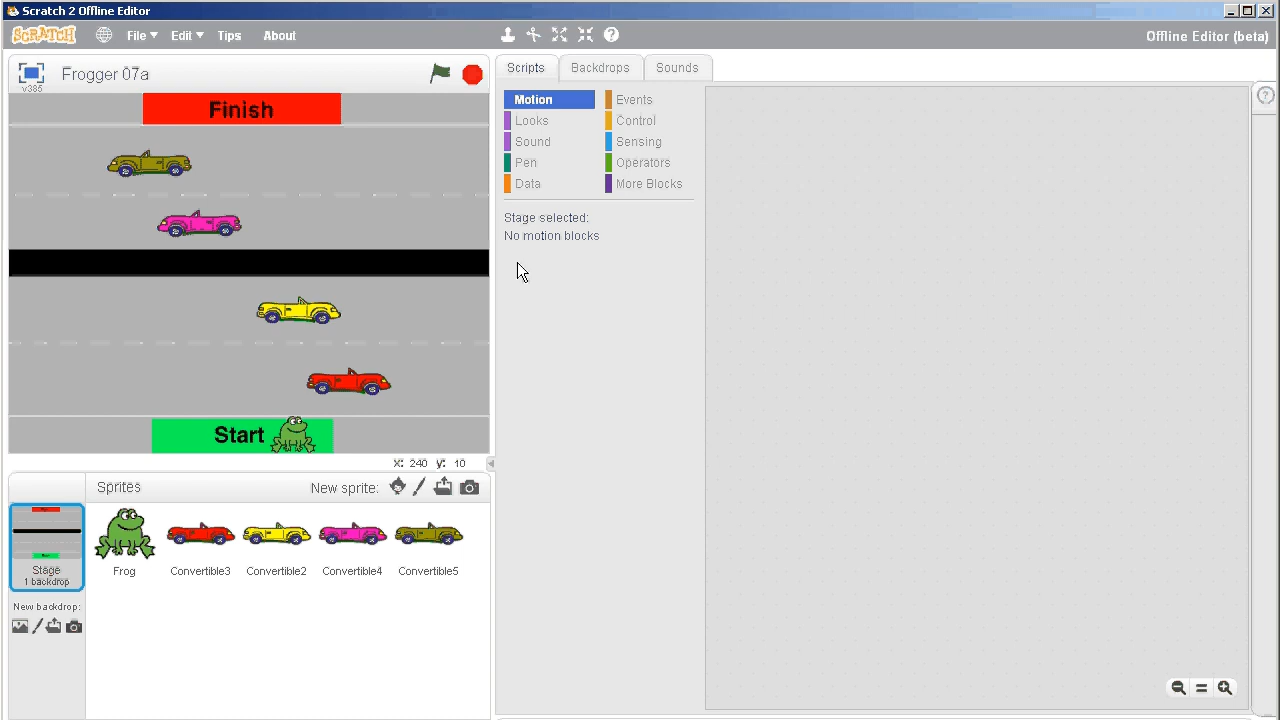 Scratch 2 Offline Editor
SCRATCH File Edit Tips About Offline Editor (beta)
Frogger 07a
v385
Finish
Start
X: 240 y: 10
Sprites New sprite:
Stage
1 backdrop
New backdrop:
Frog Convertible3 Convertible2 Convertible4 Convertible5
Scripts Backdrops Sounds
Motion Events
Looks Control
Sound Sensing
Pen Operators
Data More Blocks
Stage selected:
No motion blocks